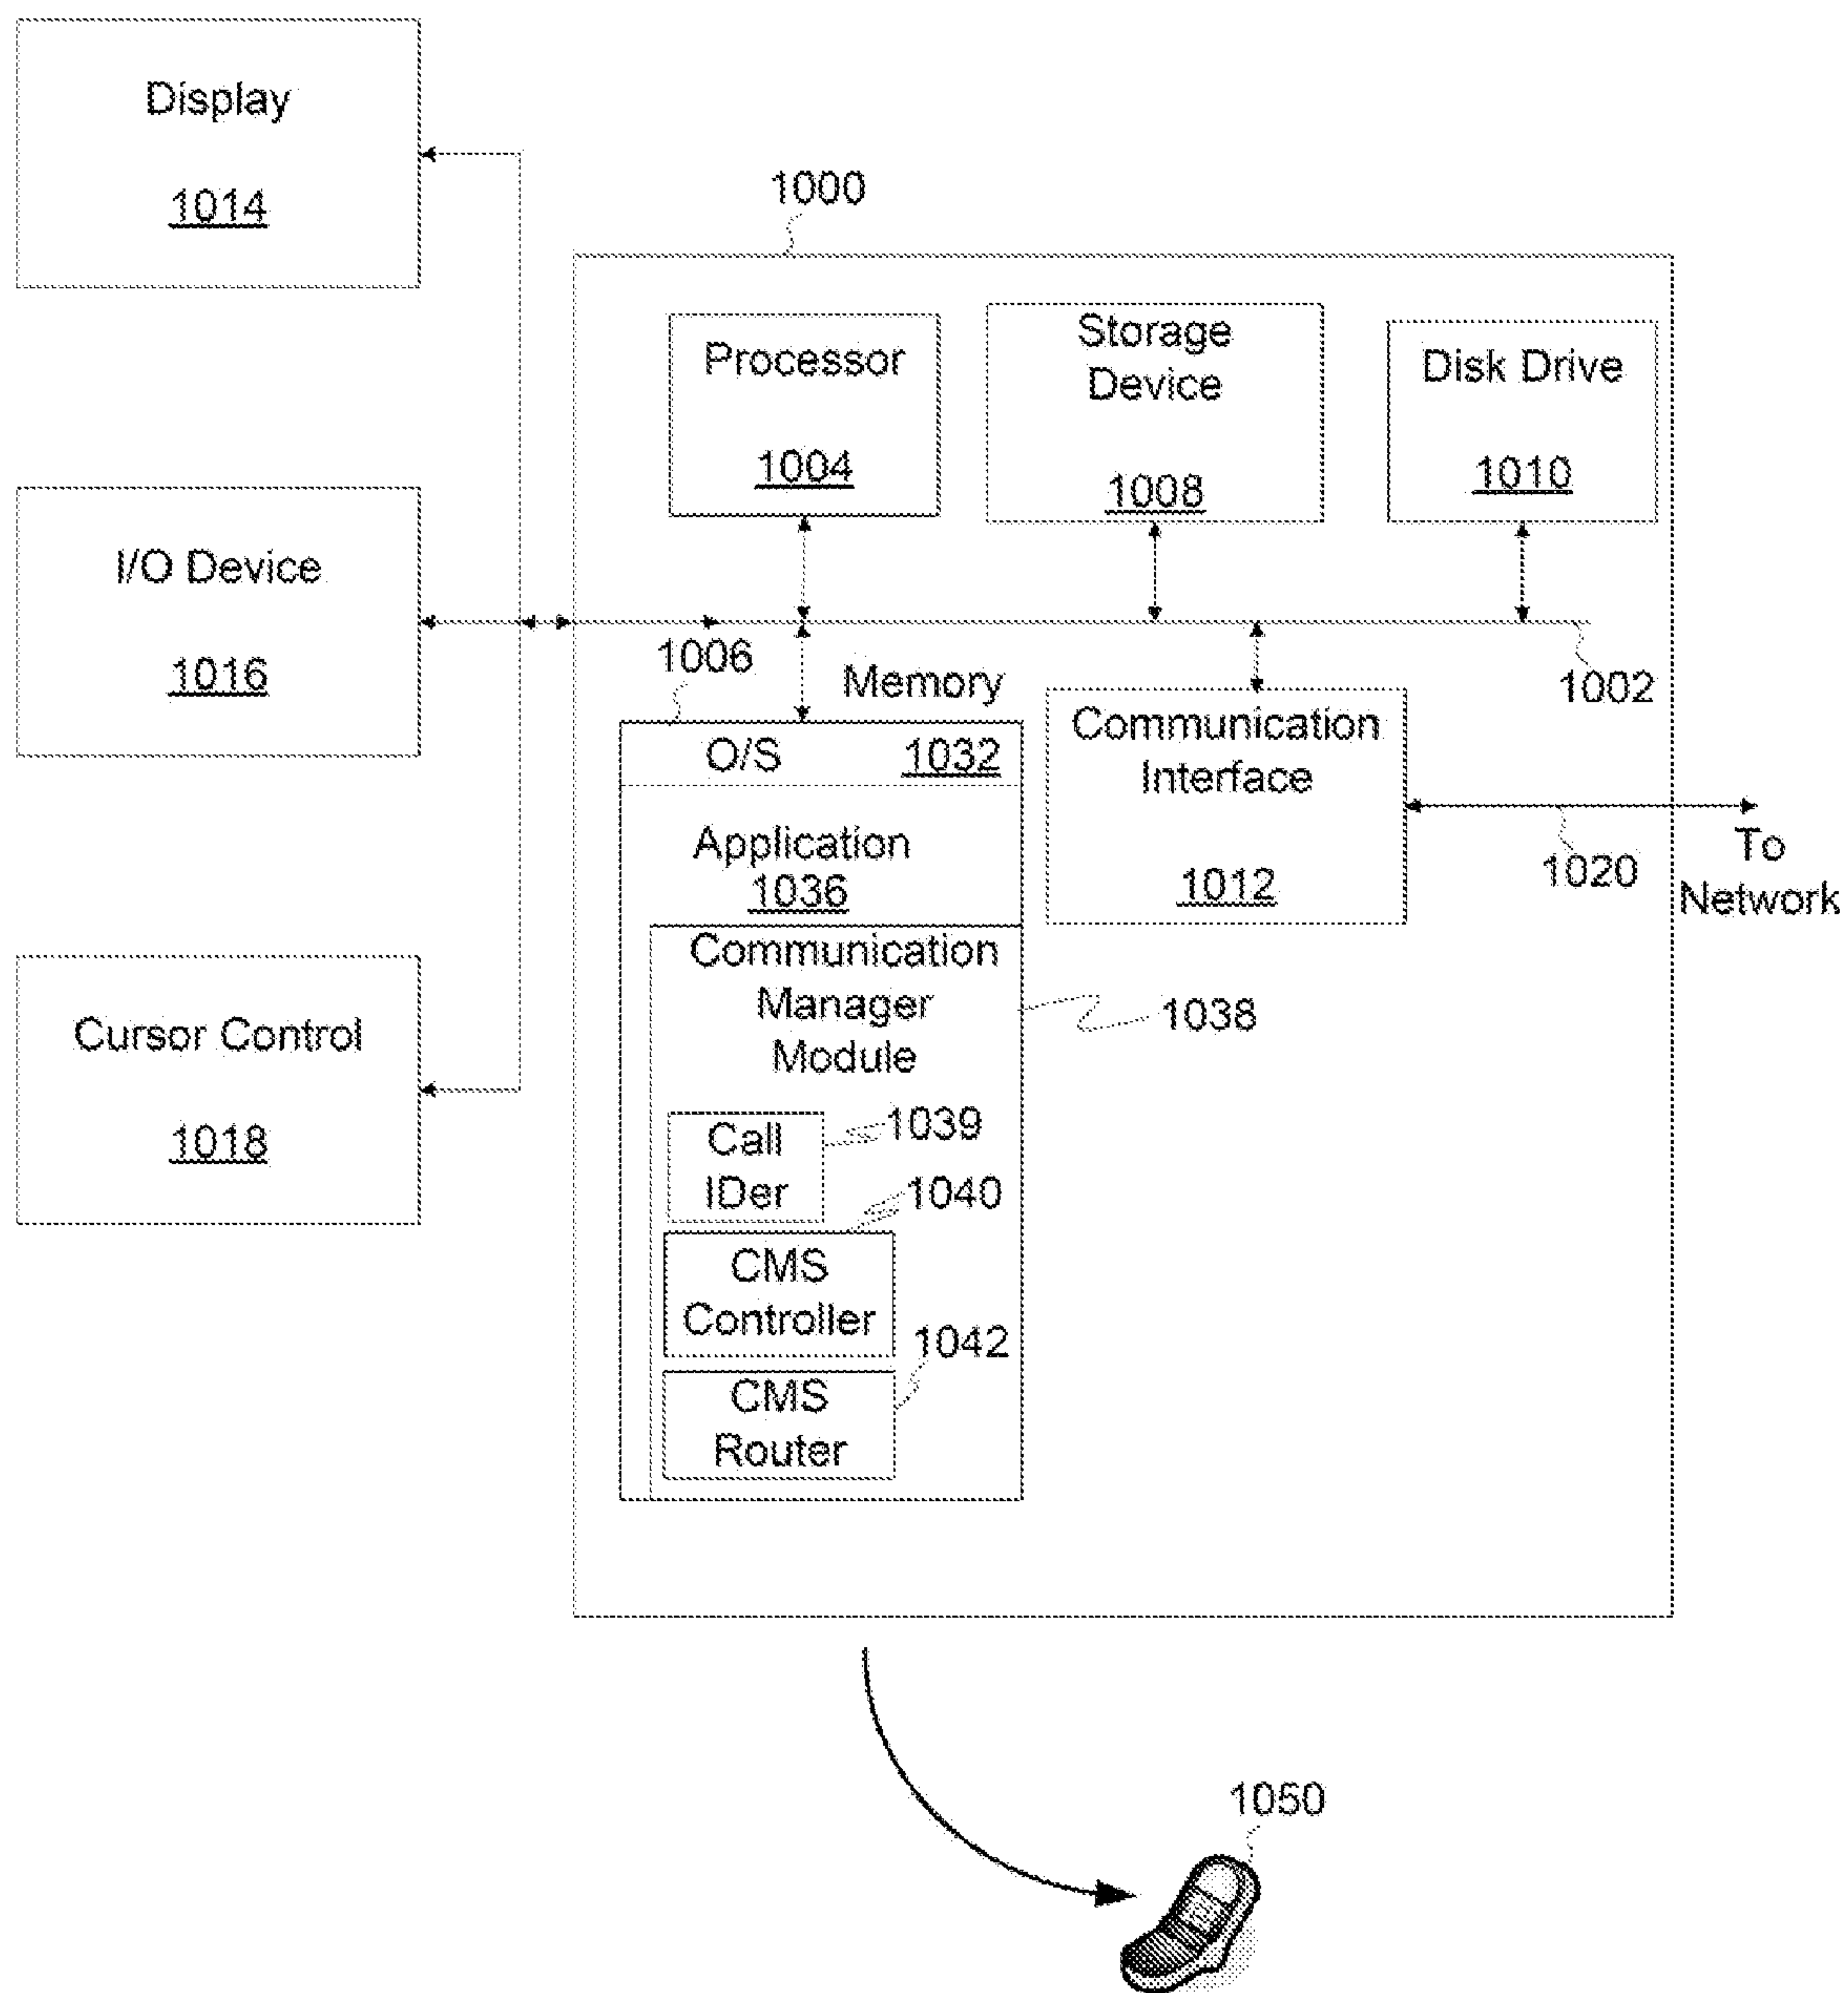 Display
1014
1000
Processor
1004
Storage
Device
1008
Disk Drive
1010
I/O Device
1016
1006
Memory
1002
O/S 1032
Application
1036
Communication
Interface
1012
1020
To
Network
Communication
Manager
Module
1038
Cursor Control
1018
Call
IDer
1039
1040
CMS
Controller
1042
CMS
Router
1050